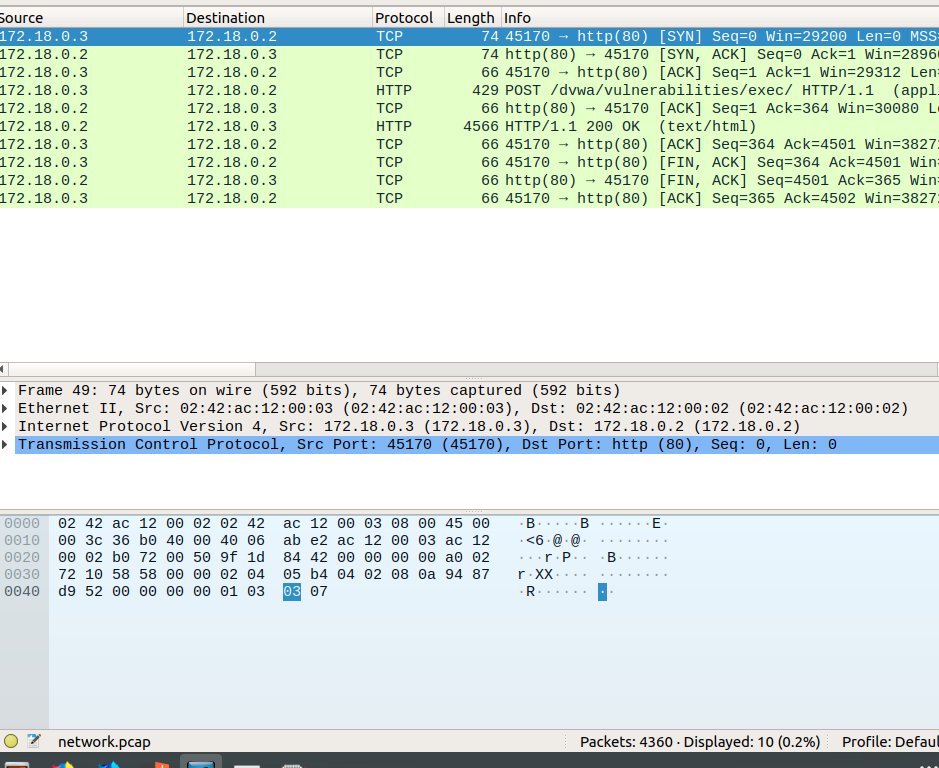 Source Destination Protocol Length Info
172.18.0.3 172.18.0.2 TCP 74 45170 → http(80) [SYN] Seq=0 Win=29200 Len=0 MSS=
172.18.0.2 172.18.0.3 TCP 74 http(80) → 45170 [SYN, ACK] Seq=0 Ack=1 Win=2896
172.18.0.3 172.18.0.2 TCP 66 45170 → http(80) [ACK] Seq=1 Ack=1 Win=29312 Len
172.18.0.3 172.18.0.2 HTTP 429 POST /dvwa/vulnerabilities/exec/ HTTP/1.1 (appl
172.18.0.2 172.18.0.3 TCP 66 http(80) → 45170 [ACK] Seq=1 Ack=364 Win=30080 L
172.18.0.2 172.18.0.3 HTTP 4566 HTTP/1.1 200 OK (text/html)
172.18.0.3 172.18.0.2 TCP 66 45170 → http(80) [ACK] Seq=364 Ack=4501 Win=3827
172.18.0.3 172.18.0.2 TCP 66 45170 → http(80) [FIN, ACK] Seq=364 Ack=4501 Win
172.18.0.2 172.18.0.3 TCP 66 http(80) → 45170 [FIN, ACK] Seq=4501 Ack=365 Win
172.18.0.3 172.18.0.2 TCP 66 45170 → http(80) [ACK] Seq=365 Ack=4502 Win=3827
Frame 49: 74 bytes on wire (592 bits), 74 bytes captured (592 bits)
Ethernet II, Src: 02:42:ac:12:00:03 (02:42:ac:12:00:03), Dst: 02:42:ac:12:00:02 (02:42:ac:12:00:02)
Internet Protocol Version 4, Src: 172.18.0.3 (172.18.0.3), Dst: 172.18.0.2 (172.18.0.2)
Transmission Control Protocol, Src Port: 45170 (45170), Dst Port: http (80), Seq: 0, Len: 0
0000 02 42 ac 12 00 02 02 42 ac 12 00 03 08 00 45 00 ·B·····B ······E·
0010 00 3c 36 b0 40 00 40 06 ab e2 ac 12 00 03 ac 12 ·<6·@·@· ········
0020 00 02 b0 72 00 50 9f 1d 84 42 00 00 00 00 a0 02 ···r·P·· ·B······
0030 72 10 58 58 00 00 02 04 05 b4 04 02 08 0a 94 87 r·XX···· ········
0040 d9 52 00 00 00 00 01 03 03 07 ·R······ ··
network.pcap Packets: 4360 · Displayed: 10 (0.2%) Profile: Defaul